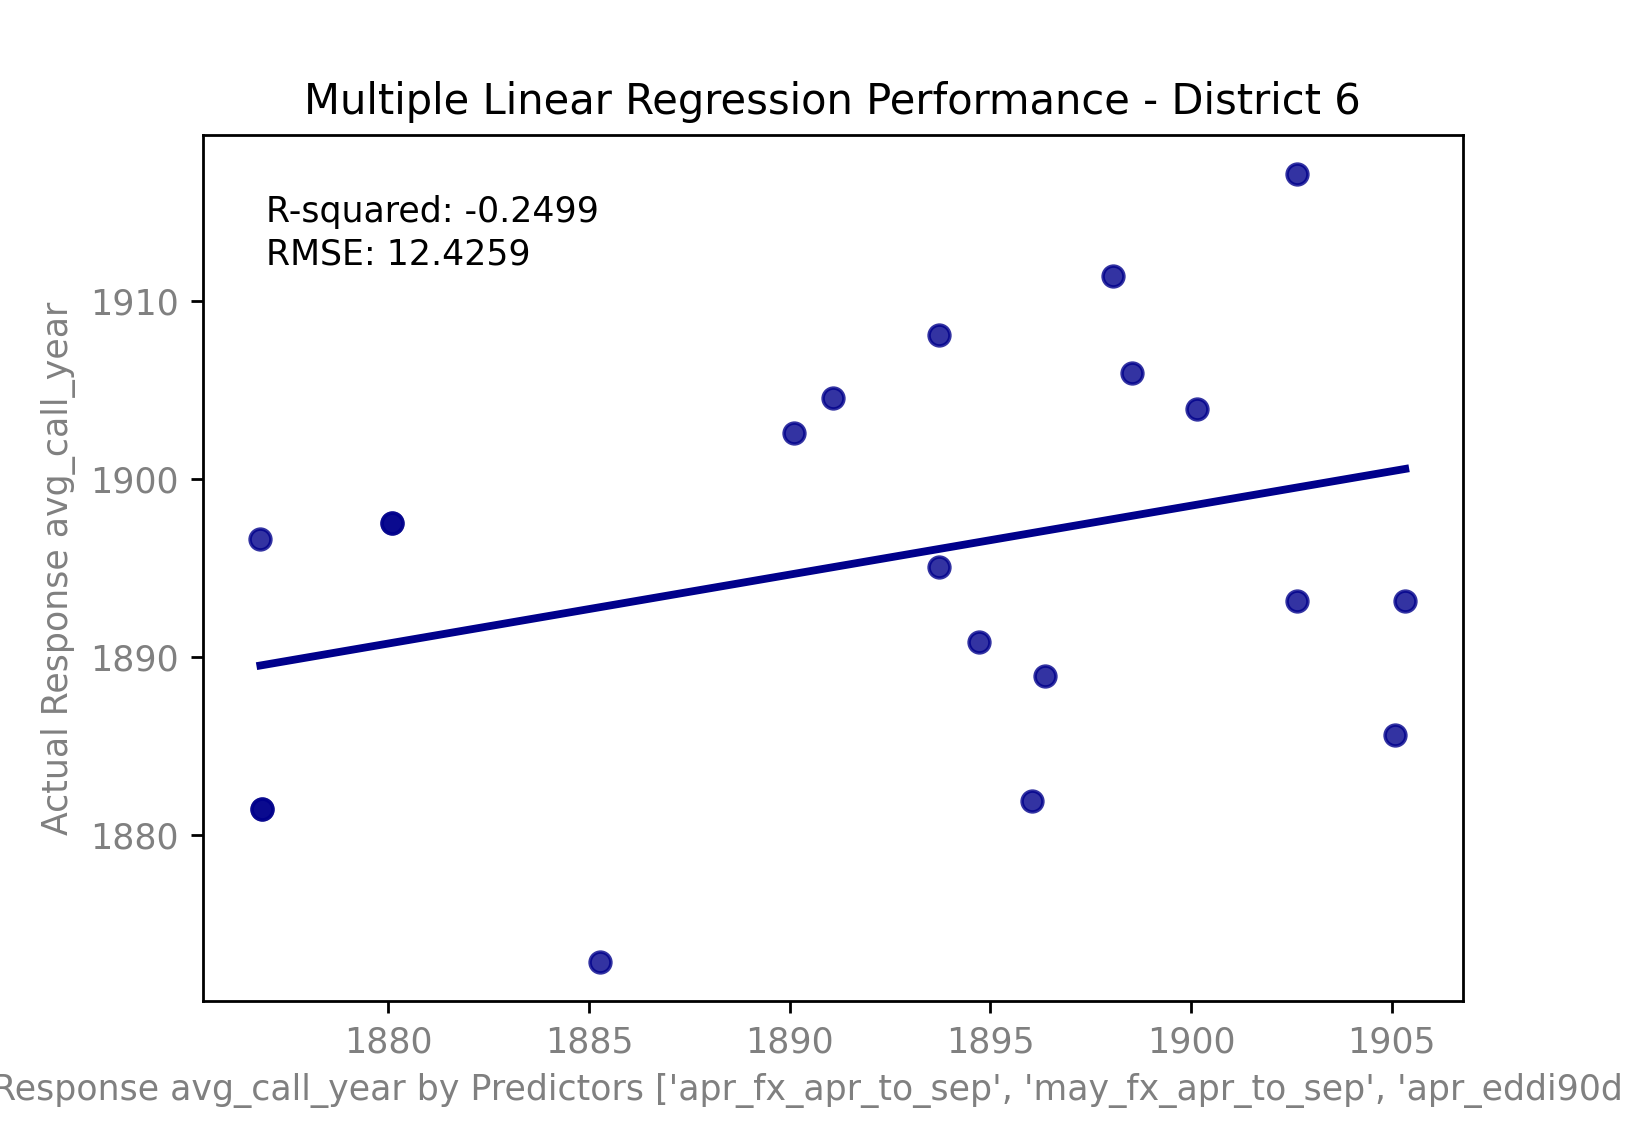 Multiple Linear Regression Performance - District 6
R-squared: -0.2499
RMSE: 12.4259
Actual Response avg_call_year
1910
1900
1890
1880
1880 1885 1890 1895 1900 1905
Response avg_call_year by Predictors ['apr_fx_apr_to_sep', 'may_fx_apr_to_sep', 'apr_eddi90d